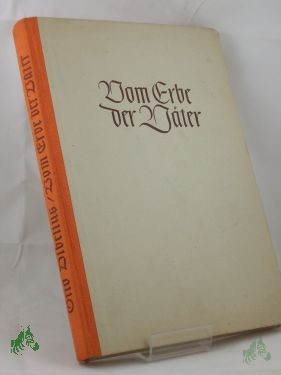 Vom Erbe
der Väter
Otto Dibelius / Vom Erbe der Väter